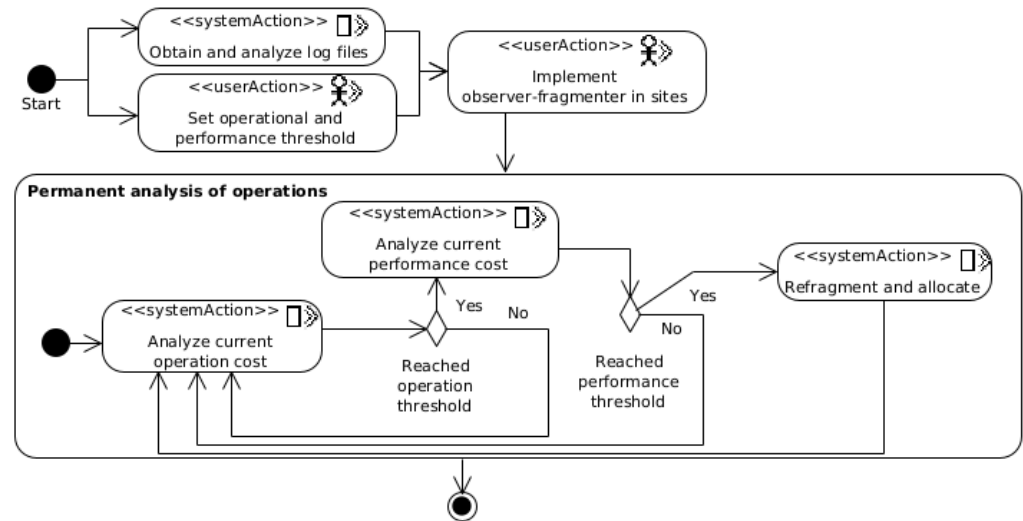 <<systemAction>>
Obtain and analyze log files
Start
<<userAction>>
Set operational and
performance threshold
<<userAction>>
Implement
observer-fragmenter in sites
Permanent analysis of operations
<<systemAction>>
Analyze current
performance cost
<<systemAction>>
Refragment and allocate
<<systemAction>>
Analyze current
operation cost
Yes
No
Reached
operation
threshold
Yes
No
Reached
performance
threshold